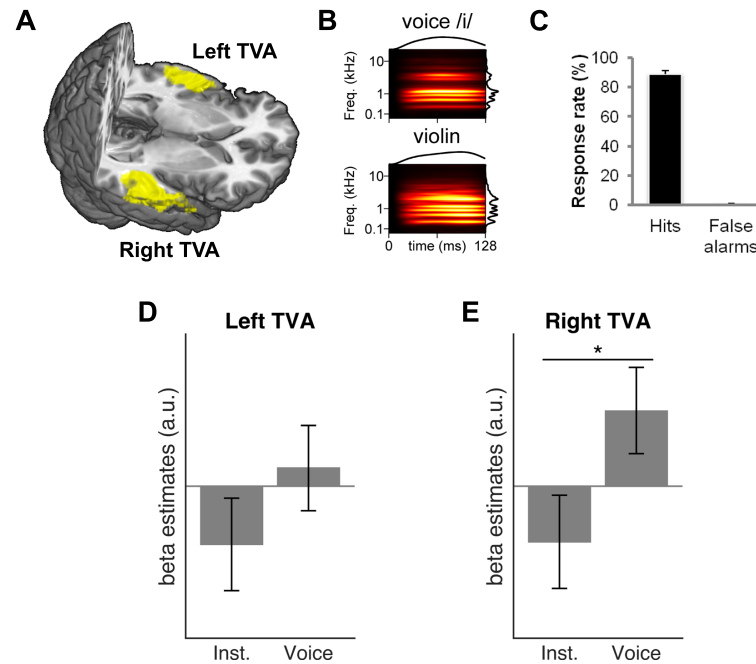 A
Left TVA
Right TVA
B
voice /i/
Freq. (kHz)
10
1
0.1
violin
Freq. (kHz)
10
1
0.1
0 time (ms) 128
C
Response rate (%)
100
80
60
40
20
0
Hits
False
alarms
D
Left TVA
beta estimates (a.u.)
Inst. Voice
E
Right TVA
*
beta estimates (a.u.)
Inst. Voice